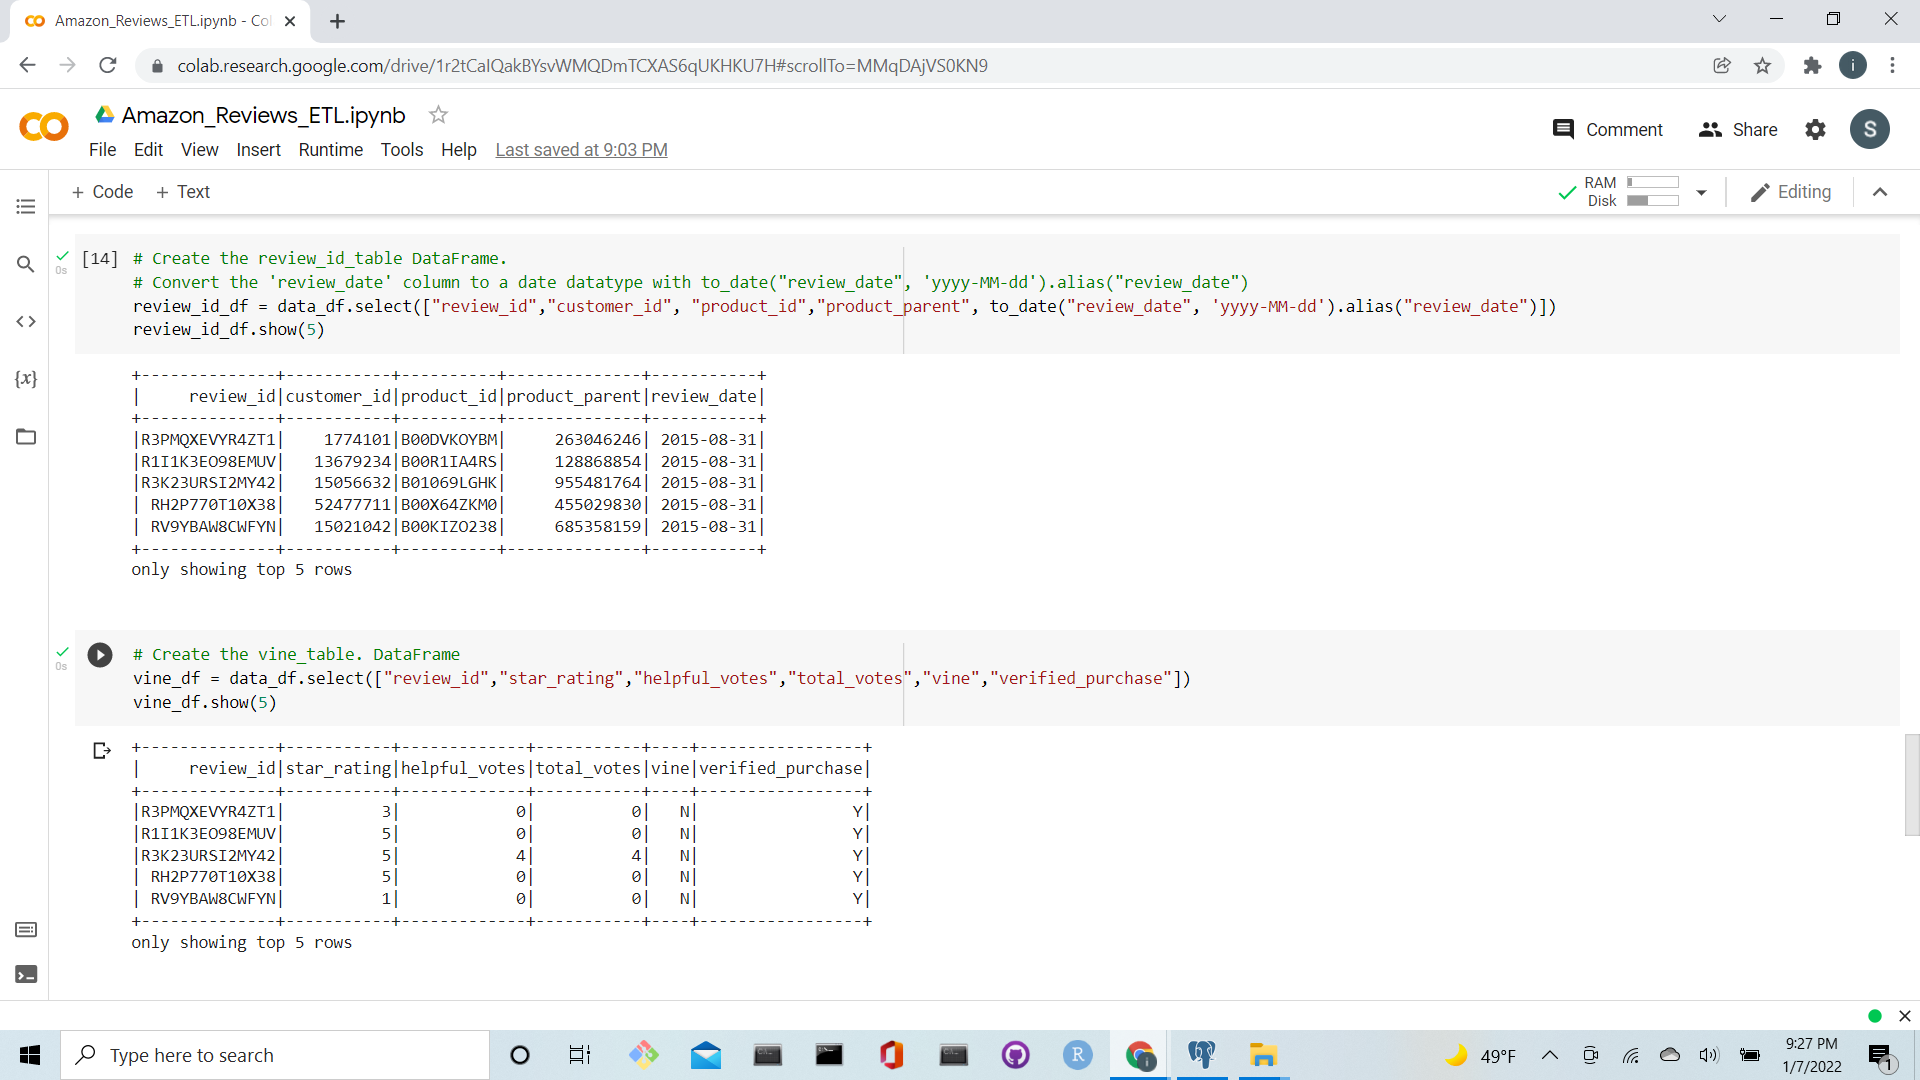 Amazon_Reviews_ETL.ipynb - Co
colab.research.google.com/drive/1r2tCaIQakBYsvWMQDmTCXAS6qUKHKU7H#scrollTo=MMqDAjVS0KN9
i
Amazon_Reviews_ETL.ipynb
Comment
Share
S
File Edit View Insert Runtime Tools Help Last saved at 9:03 PM
+ Code + Text
RAM
Disk
Editing
[14] # Create the review_id_table DataFrame.
0s
# Convert the 'review_date' column to a date datatype with to_date("review_date", 'yyyy-MM-dd').alias("review_date")
review_id_df = data_df.select(["review_id","customer_id", "product_id","product_parent", to_date("review_date", 'yyyy-MM-dd').alias("review_date")])
review_id_df.show(5)
+--------------+-----------+----------+--------------+-----------+
|     review_id|customer_id|product_id|product_parent|review_date|
+--------------+-----------+----------+--------------+-----------+
|R3PMQXEVYR4ZT1|    1774101|B00DVKOYBM|     263046246| 2015-08-31|
|R1I1K3EO98EMUV|   13679234|B00R1IA4RS|     128868854| 2015-08-31|
|R3K23URSI2MY42|   15056632|B01069LGHK|     955481764| 2015-08-31|
| RH2P770T10X38|   52477711|B00X64ZKM0|     455029830| 2015-08-31|
| RV9YBAW8CWFYN|   15021042|B00KIZO238|     685358159| 2015-08-31|
+--------------+-----------+----------+--------------+-----------+
only showing top 5 rows
# Create the vine_table. DataFrame
0s
vine_df = data_df.select(["review_id","star_rating","helpful_votes","total_votes","vine","verified_purchase"])
vine_df.show(5)
+--------------+-----------+-------------+-----------+----+-----------------+
|     review_id|star_rating|helpful_votes|total_votes|vine|verified_purchase|
+--------------+-----------+-------------+-----------+----+-----------------+
|R3PMQXEVYR4ZT1|          3|            0|          0|   N|                Y|
|R1I1K3EO98EMUV|          5|            0|          0|   N|                Y|
|R3K23URSI2MY42|          5|            4|          4|   N|                Y|
| RH2P770T10X38|          5|            0|          0|   N|                Y|
| RV9YBAW8CWFYN|          1|            0|          0|   N|                Y|
+--------------+-----------+-------------+-----------+----+-----------------+
only showing top 5 rows
Type here to search
R
i
49°F
9:27 PM
1/7/2022
1